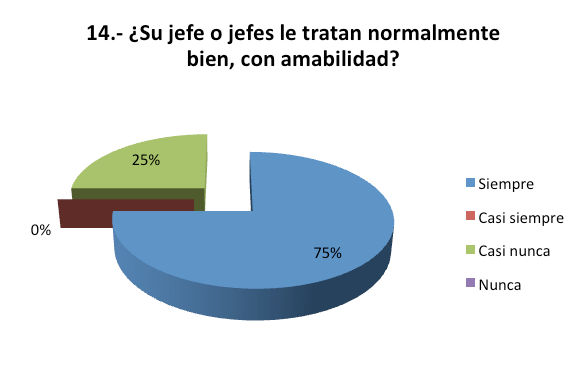 14.- ¿Su jefe o jefes le tratan normalmente
bien, con amabilidad?
25%
0%
75%
Siempre
Casi siempre
Casi nunca
Nunca